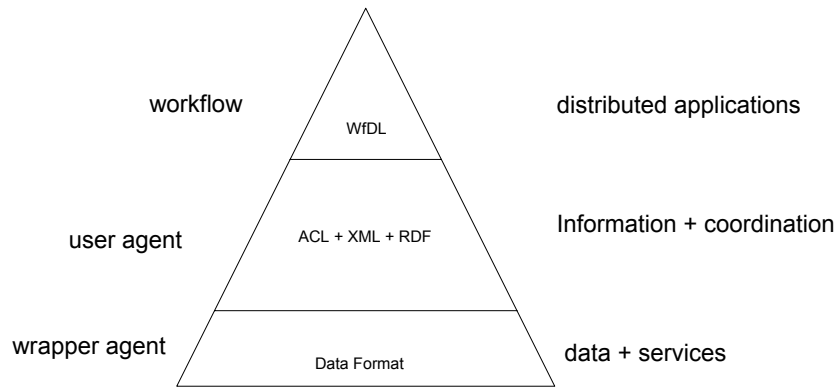 workflow
WfDL
distributed applications
user agent
ACL + XML + RDF
Information + coordination
wrapper agent
Data Format
data + services